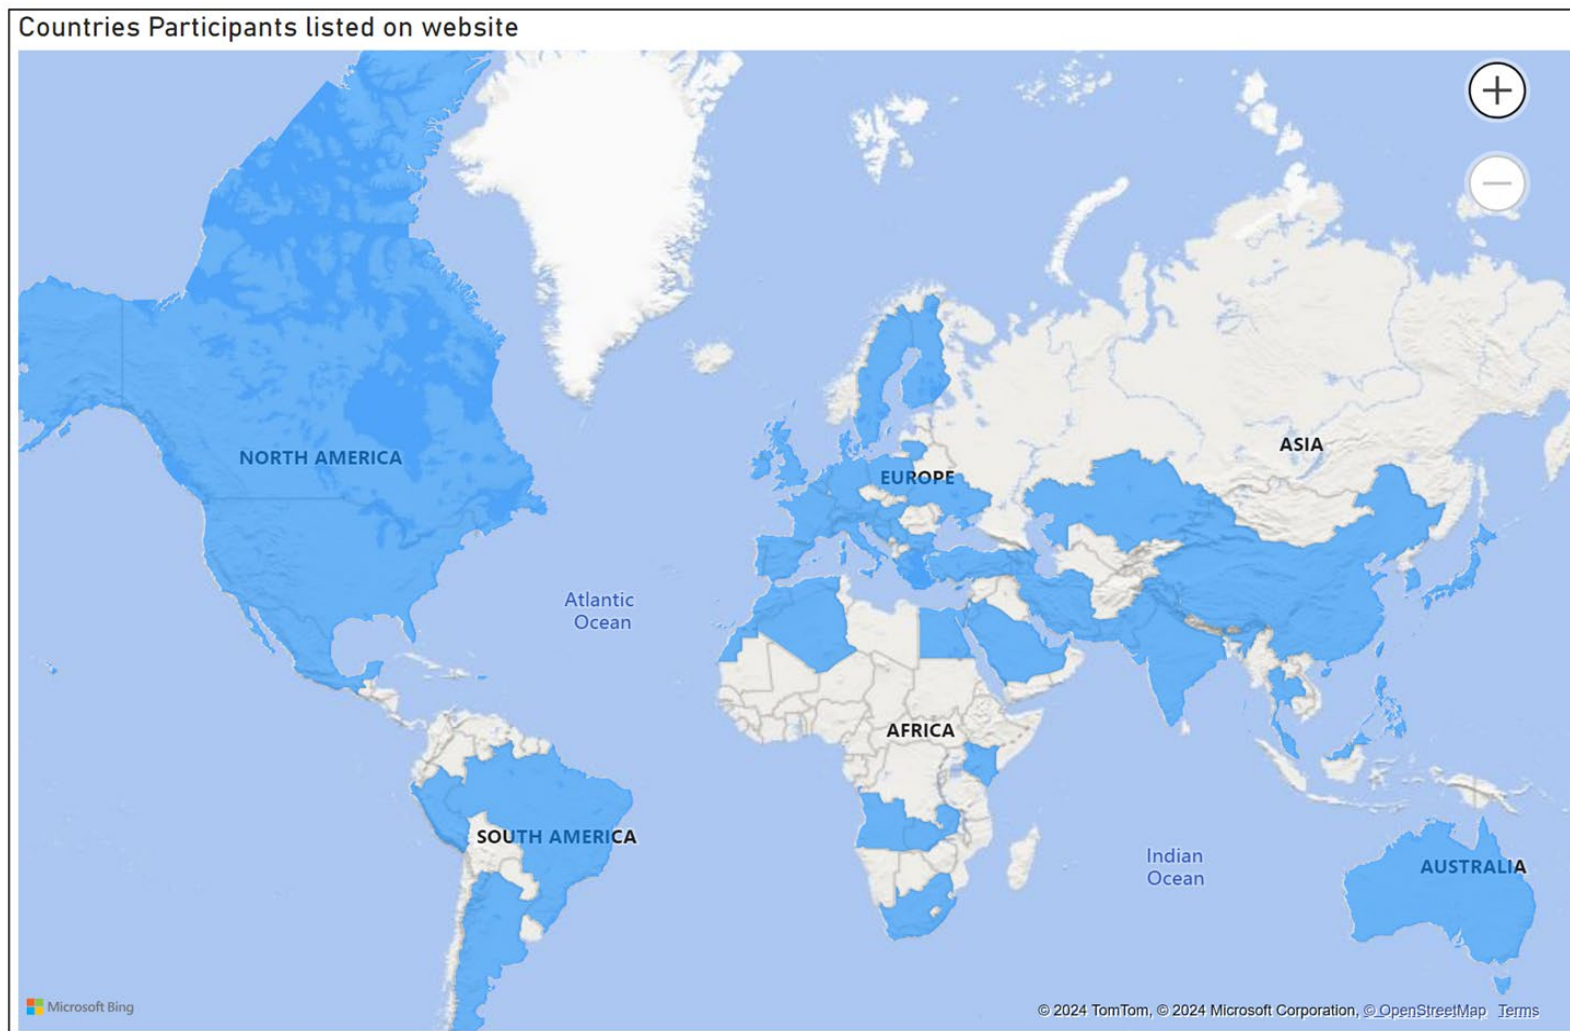 Countries Participants listed on website
NORTH AMERICA
EUROPE
ASIA
Atlantic
Ocean
AFRICA
SOUTH AMERICA
Indian
Ocean
AUSTRALIA
Microsoft Bing
© 2024 TomTom, © 2024 Microsoft Corporation, © OpenStreetMap Terms